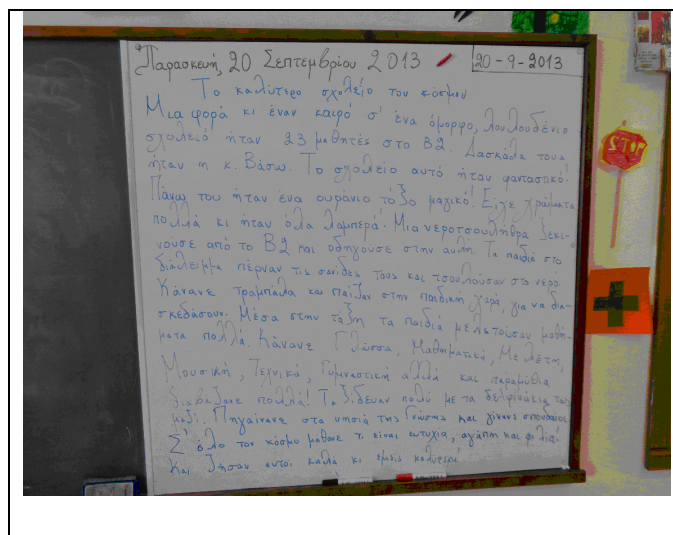 Παρασκευή, 20 Σεπτεμβρίου 2013
20-9-2013
Το καλύτερο σχολείο του κόσμου
Μια φορά κι έναν καιρό σ' ένα όμορφο, λουλουδένιο
σχολειό ήταν 23 μαθητές στο Β2. Δασκάλα τους
ήταν η κ. Βάσω. Το σχολείο αυτό ήταν φανταστικό!
Πάνω του ήταν ένα ουράνιο τόξο μαγικό! Είχε χρώματα
πολλά κι ήταν όλα λαμπερά! Μια νεροτσουλήθρα ξεκι-
νούσε από το Β2 και οδηγούσε στην αυλή. Τα παιδιά στο
διάλειμμα πέρναν τις σανίδες τους και τσουλούσαν στο νερό.
Κάνανε τραμπάλα και παίζαν στην παιδική χαρά, για να δια-
σκεδάσουν. Μέσα στην τάξη τα παιδιά μελετούσαν μαθή-
ματα πολλά. Κάνανε Γλώσσα, Μαθηματικά, Μελέτη,
Μουσική, Τεχνικά, Γυμναστική αλλά και παραμύθια
διαβάζανε πολλά! Ταξίδευαν πολύ με τα δελφινάκια τους
μαζί. Πηγαίνανε στα νησιά της Γνώσης και γίνανε σπουδαίοι
Σ' όλο τον κόσμο μάθανε τι είναι ευτυχία, αγάπη και φιλία!
Και ζήσαν αυτοί καλά κι εμείς καλύτερα!
STOP